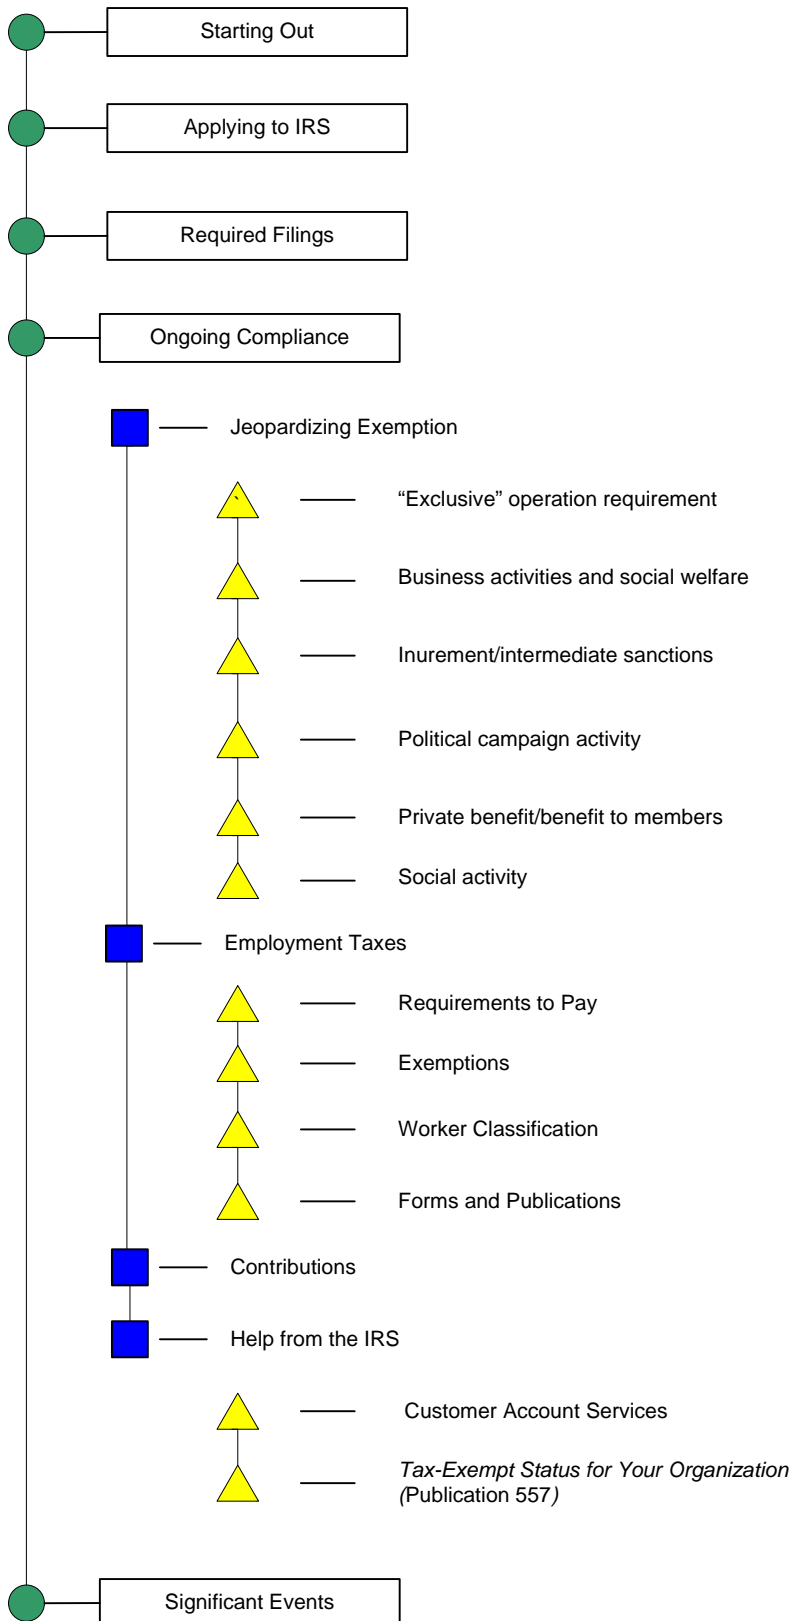 Starting Out
Applying to IRS
Required Filings
Ongoing Compliance
Jeopardizing Exemption
`
“Exclusive” operation requirement
Business activities and social welfare
Inurement/intermediate sanctions
Political campaign activity
Private benefit/benefit to members
Social activity
Employment Taxes
Requirements to Pay
Exemptions
Worker Classification
Forms and Publications
Contributions
Help from the IRS
Customer Account Services
Tax-Exempt Status for Your Organization
(Publication 557)
Significant Events